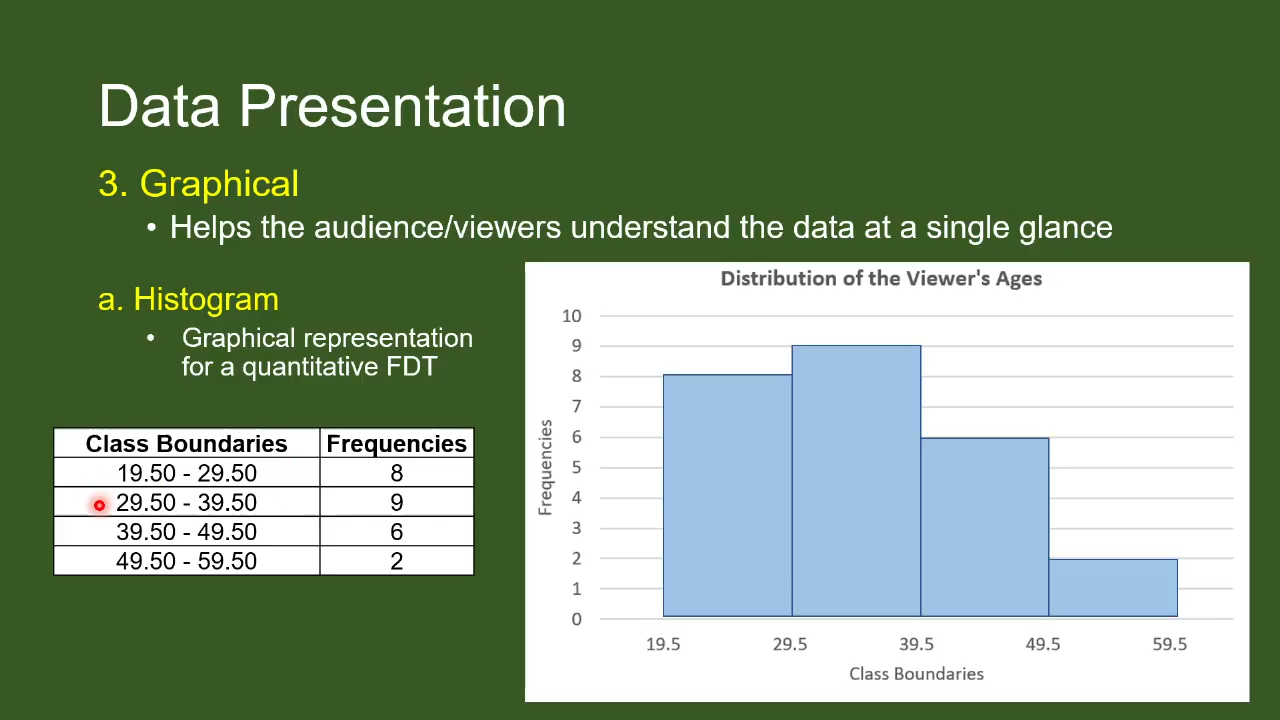 Data Presentation
3. Graphical
• Helps the audience/viewers understand the data at a single glance
a. Histogram
• Graphical representation
for a quantitative FDT
Class Boundaries Frequencies
19.50 - 29.50 8
29.50 - 39.50 9
39.50 - 49.50 6
49.50 - 59.50 2
Distribution of the Viewer's Ages
10
9
8
7
6
5
4
3
2
1
0
Frequencies
19.5 29.5 39.5 49.5 59.5
Class Boundaries